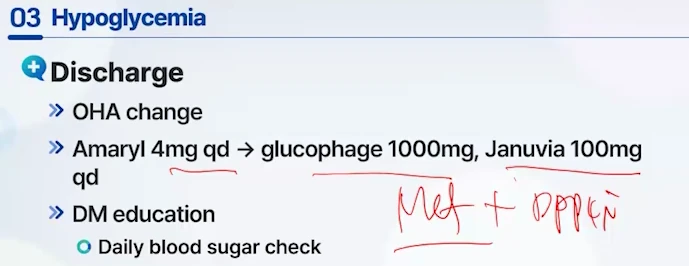 03 Hypoglycemia
Discharge
» OHA change
» Amaryl 4mg qd → glucophage 1000mg, Januvia 100mg
qd
» DM education
Daily blood sugar check
Met + DPP4i